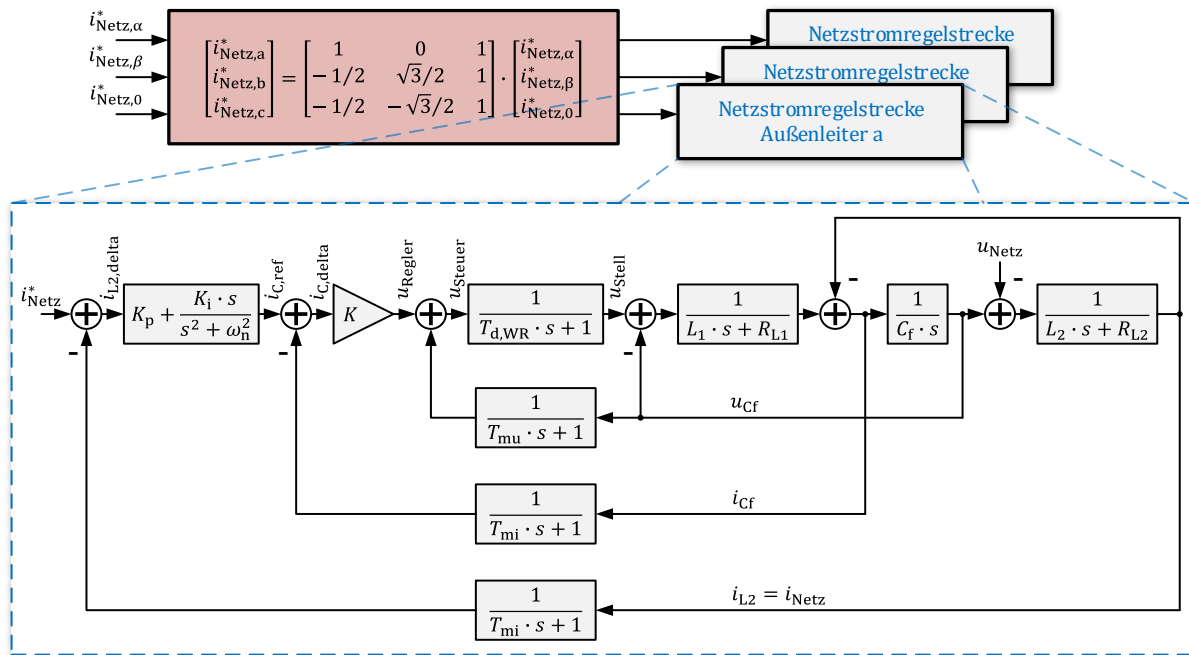 i*Netz,α
i*Netz,β
i*Netz,0
[i*Netz,a] = [1 0 1] · [i*Netz,α]
[i*Netz,b] = [−1/2 √3/2 1] · [i*Netz,β]
[i*Netz,c] = [−1/2 −√3/2 1] · [i*Netz,0]
Netzstromregelstrecke
Netzstromregelstrecke
Netzstromregelstrecke
Außenleiter a
i*Netz
-
iL2,delta
Kp + Ki · s / (s² + ωn²)
iC,ref
-
iC,delta
K
uRegler
uSteuer
1 / (Td,WR · s + 1)
uStell
-
1 / (L1 · s + RL1)
-
1 / (Cf · s)
uNetz
-
1 / (L2 · s + RL2)
1 / (Tmu · s + 1)
uCf
1 / (Tmi · s + 1)
iCf
1 / (Tmi · s + 1)
iL2 = iNetz